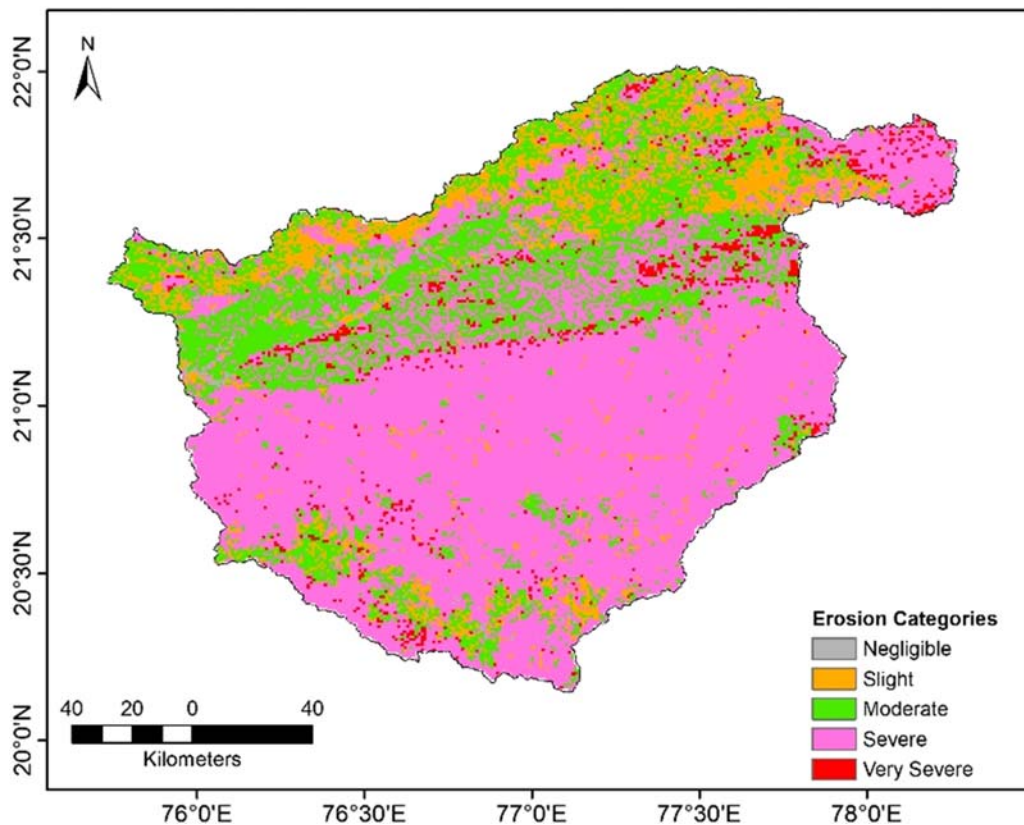 N
22°0'N
21°30'N
21°0'N
20°30'N
20°0'N
Erosion Categories
Negligible
Slight
Moderate
Severe
Very Severe
40 20 0 40
Kilometers
76°0'E 76°30'E 77°0'E 77°30'E 78°0'E